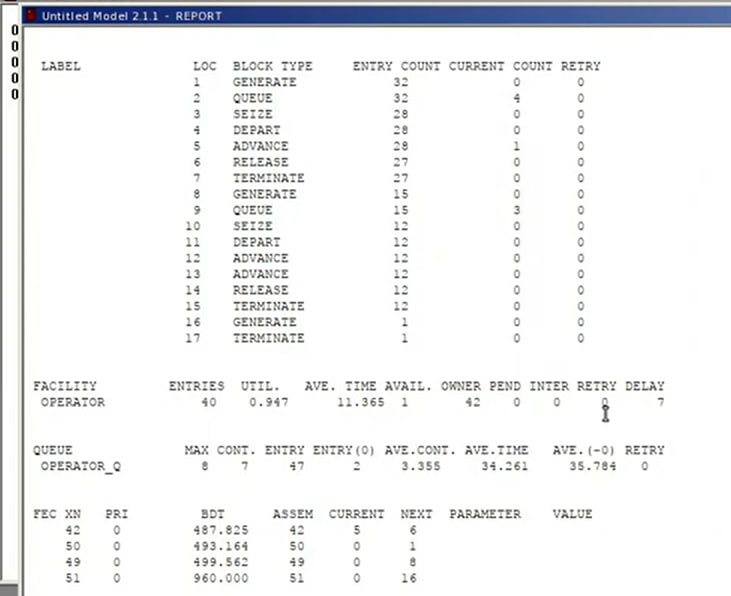 Untitled Model 2.1.1 - REPORT
0
0
0
0
0
LABEL LOC BLOCK TYPE ENTRY COUNT CURRENT COUNT RETRY
1 GENERATE 32 0 0
2 QUEUE 32 4 0
3 SEIZE 28 0 0
4 DEPART 28 0 0
5 ADVANCE 28 1 0
6 RELEASE 27 0 0
7 TERMINATE 27 0 0
8 GENERATE 15 0 0
9 QUEUE 15 3 0
10 SEIZE 12 0 0
11 DEPART 12 0 0
12 ADVANCE 12 0 0
13 ADVANCE 12 0 0
14 RELEASE 12 0 0
15 TERMINATE 12 0 0
16 GENERATE 1 0 0
17 TERMINATE 1 0 0
FACILITY ENTRIES UTIL. AVE. TIME AVAIL. OWNER PEND INTER RETRY DELAY
OPERATOR 40 0.947 11.365 1 42 0 0 0 7
QUEUE MAX CONT. ENTRY ENTRY(0) AVE.CONT. AVE.TIME AVE.(-0) RETRY
OPERATOR_Q 8 7 47 2 3.355 34.261 35.784 0
FEC XN PRI BDT ASSEM CURRENT NEXT PARAMETER VALUE
42 0 487.825 42 5 6
50 0 493.164 50 0 1
49 0 499.562 49 0 8
51 0 960.000 51 0 16